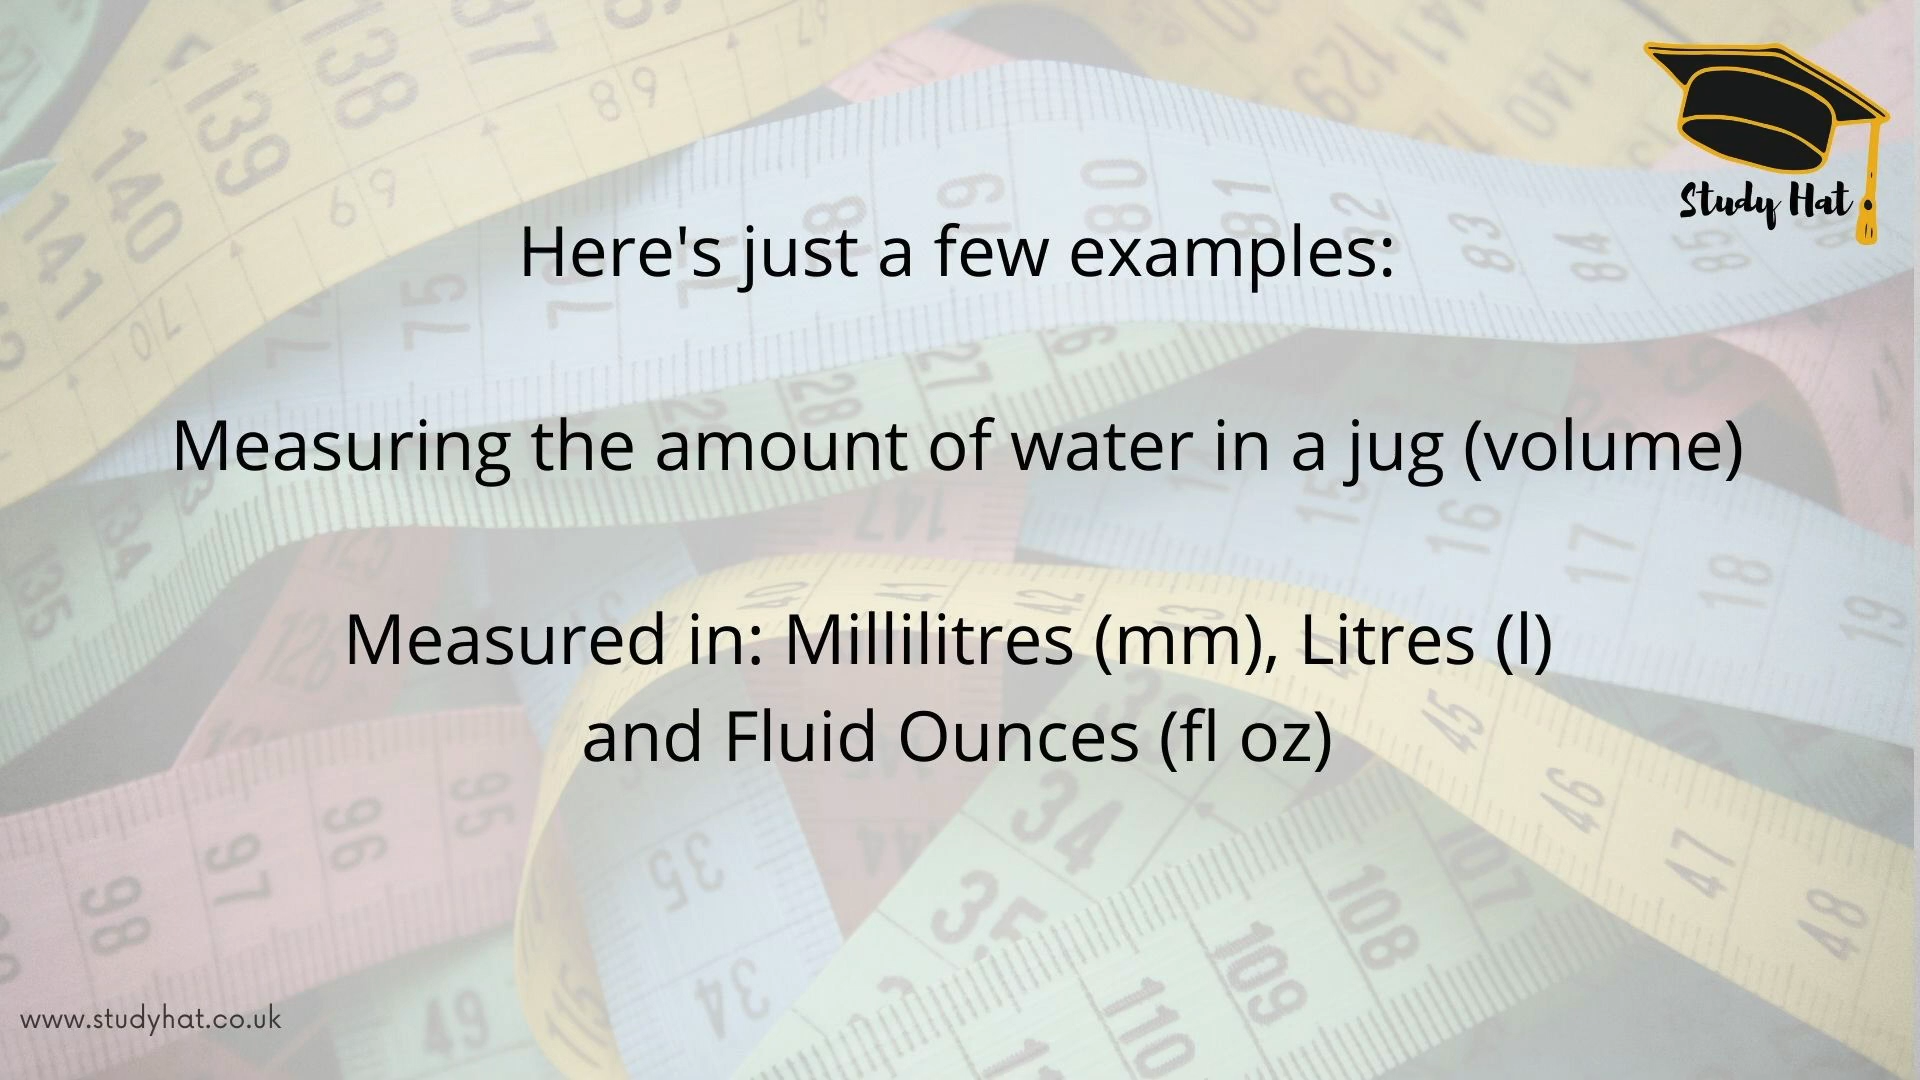 Study Hat
Here's just a few examples:
Measuring the amount of water in a jug (volume)
Measured in: Millilitres (mm), Litres (l)
and Fluid Ounces (fl oz)
www.studyhat.co.uk